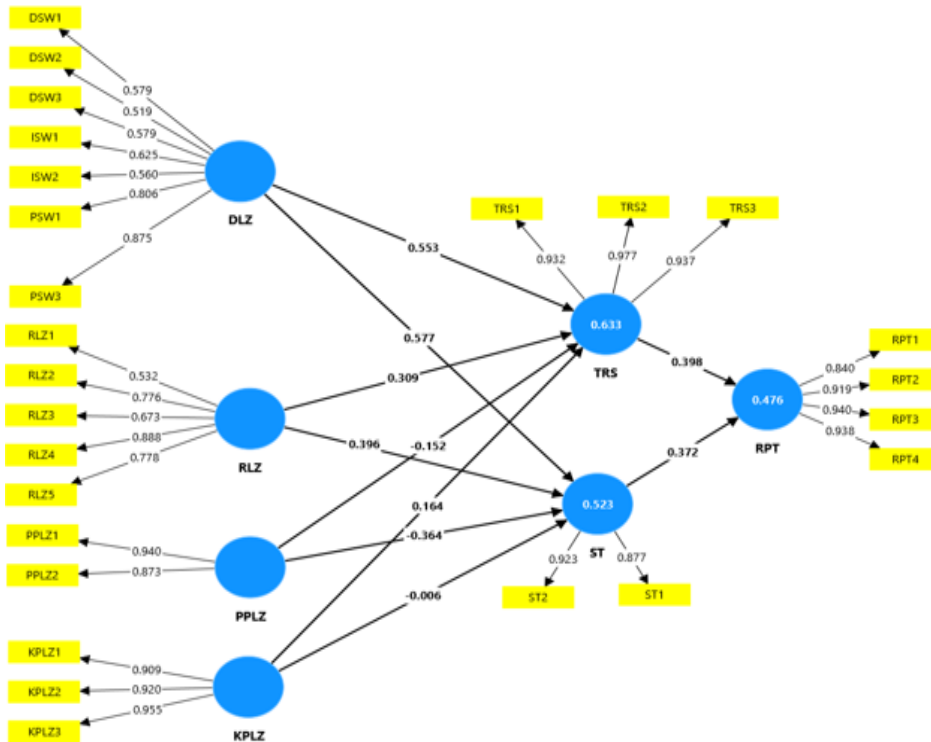 DSW1
DSW2
DSW3
ISW1
ISW2
PSW1
PSW3
0.579
0.519
0.579
0.625
0.560
0.806
0.875
DLZ
RLZ1
RLZ2
RLZ3
RLZ4
RLZ5
0.532
0.776
0.673
0.888
0.778
RLZ
PPLZ1
PPLZ2
0.940
0.873
PPLZ
KPLZ1
KPLZ2
KPLZ3
0.909
0.920
0.955
KPLZ
0.553
0.577
0.309
0.396
-0.152
0.164
-0.364
-0.006
TRS1
TRS2
TRS3
0.932
0.977
0.937
0.633
TRS
0.523
ST
0.923
0.877
ST2
ST1
0.398
0.372
0.476
RPT
0.840
0.919
0.940
0.938
RPT1
RPT2
RPT3
RPT4